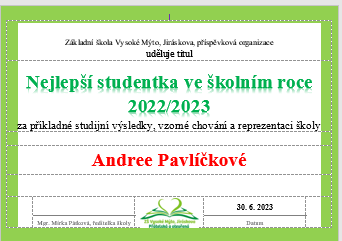 Základní škola Vysoké Mýto, Jiráskova, příspěvková organizace
uděluje titul
Nejlepší studentka ve školním roce
2022/2023
za příkladné studijní výsledky, vzorné chování a reprezentaci školy
Andree Pavlíčkové
30. 6. 2023
Mgr. Mirka Pátková, ředitelka školy
ZŠ Vysoké Mýto, Jiráskova
Datum